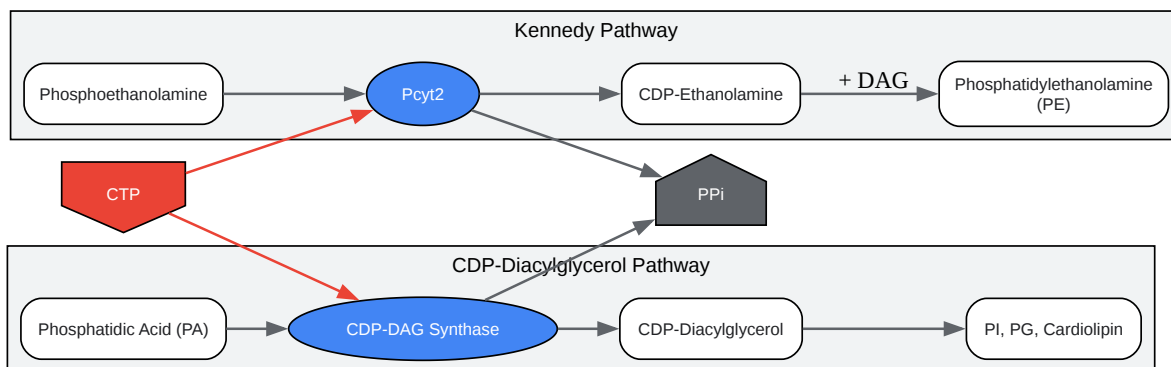 Kennedy Pathway
Phosphoethanolamine
Pcyt2
CDP-Ethanolamine
+ DAG
Phosphatidylethanolamine
(PE)
CTP
PPi
CDP-Diacylglycerol Pathway
Phosphatidic Acid (PA)
CDP-DAG Synthase
CDP-Diacylglycerol
PI, PG, Cardiolipin